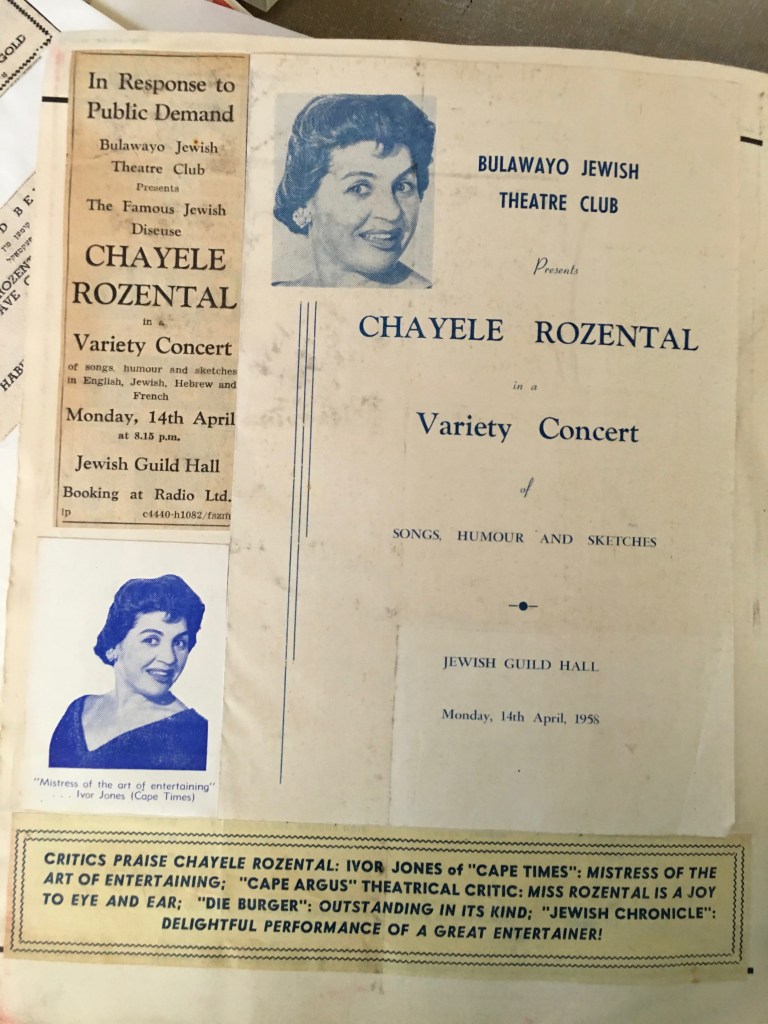 In Response to
Public Demand
Bulawayo Jewish
Theatre Club
Presents
The Famous Jewish
Diseuse
CHAYELE
ROZENTAL
in a
Variety Concert
of songs, humour and sketches
in English, Jewish, Hebrew and
French
Monday, 14th April
at 8.15 p.m.
Jewish Guild Hall
Booking at Radio Ltd.
lp c4440-h1082/fszm
"Mistress of the art of entertaining"
. . . Ivor Jones (Cape Times)
BULAWAYO JEWISH
THEATRE CLUB
Presents
CHAYELE ROZENTAL
in a
Variety Concert
of
SONGS, HUMOUR AND SKETCHES
JEWISH GUILD HALL
Monday, 14th April, 1958
CRITICS PRAISE CHAYELE ROZENTAL: IVOR JONES of "CAPE TIMES": MISTRESS OF THE
ART OF ENTERTAINING; "CAPE ARGUS" THEATRICAL CRITIC: MISS ROZENTAL IS A JOY
TO EYE AND EAR; "DIE BURGER": OUTSTANDING IN ITS KIND; "JEWISH CHRONICLE":
DELIGHTFUL PERFORMANCE OF A GREAT ENTERTAINER!
GOLD